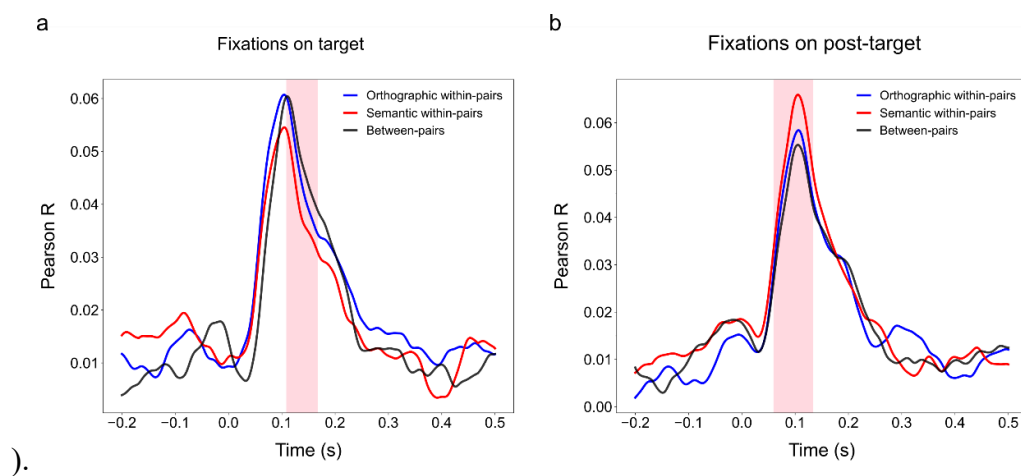 a
Fixations on target
Orthographic within-pairs
Semantic within-pairs
Between-pairs
Pearson R
0.06
0.05
0.04
0.03
0.02
0.01
−0.2 −0.1 0.0 0.1 0.2 0.3 0.4 0.5
Time (s)
b
Fixations on post-target
Orthographic within-pairs
Semantic within-pairs
Between-pairs
Pearson R
0.06
0.05
0.04
0.03
0.02
0.01
0.00
−0.2 −0.1 0.0 0.1 0.2 0.3 0.4 0.5
Time (s)
).